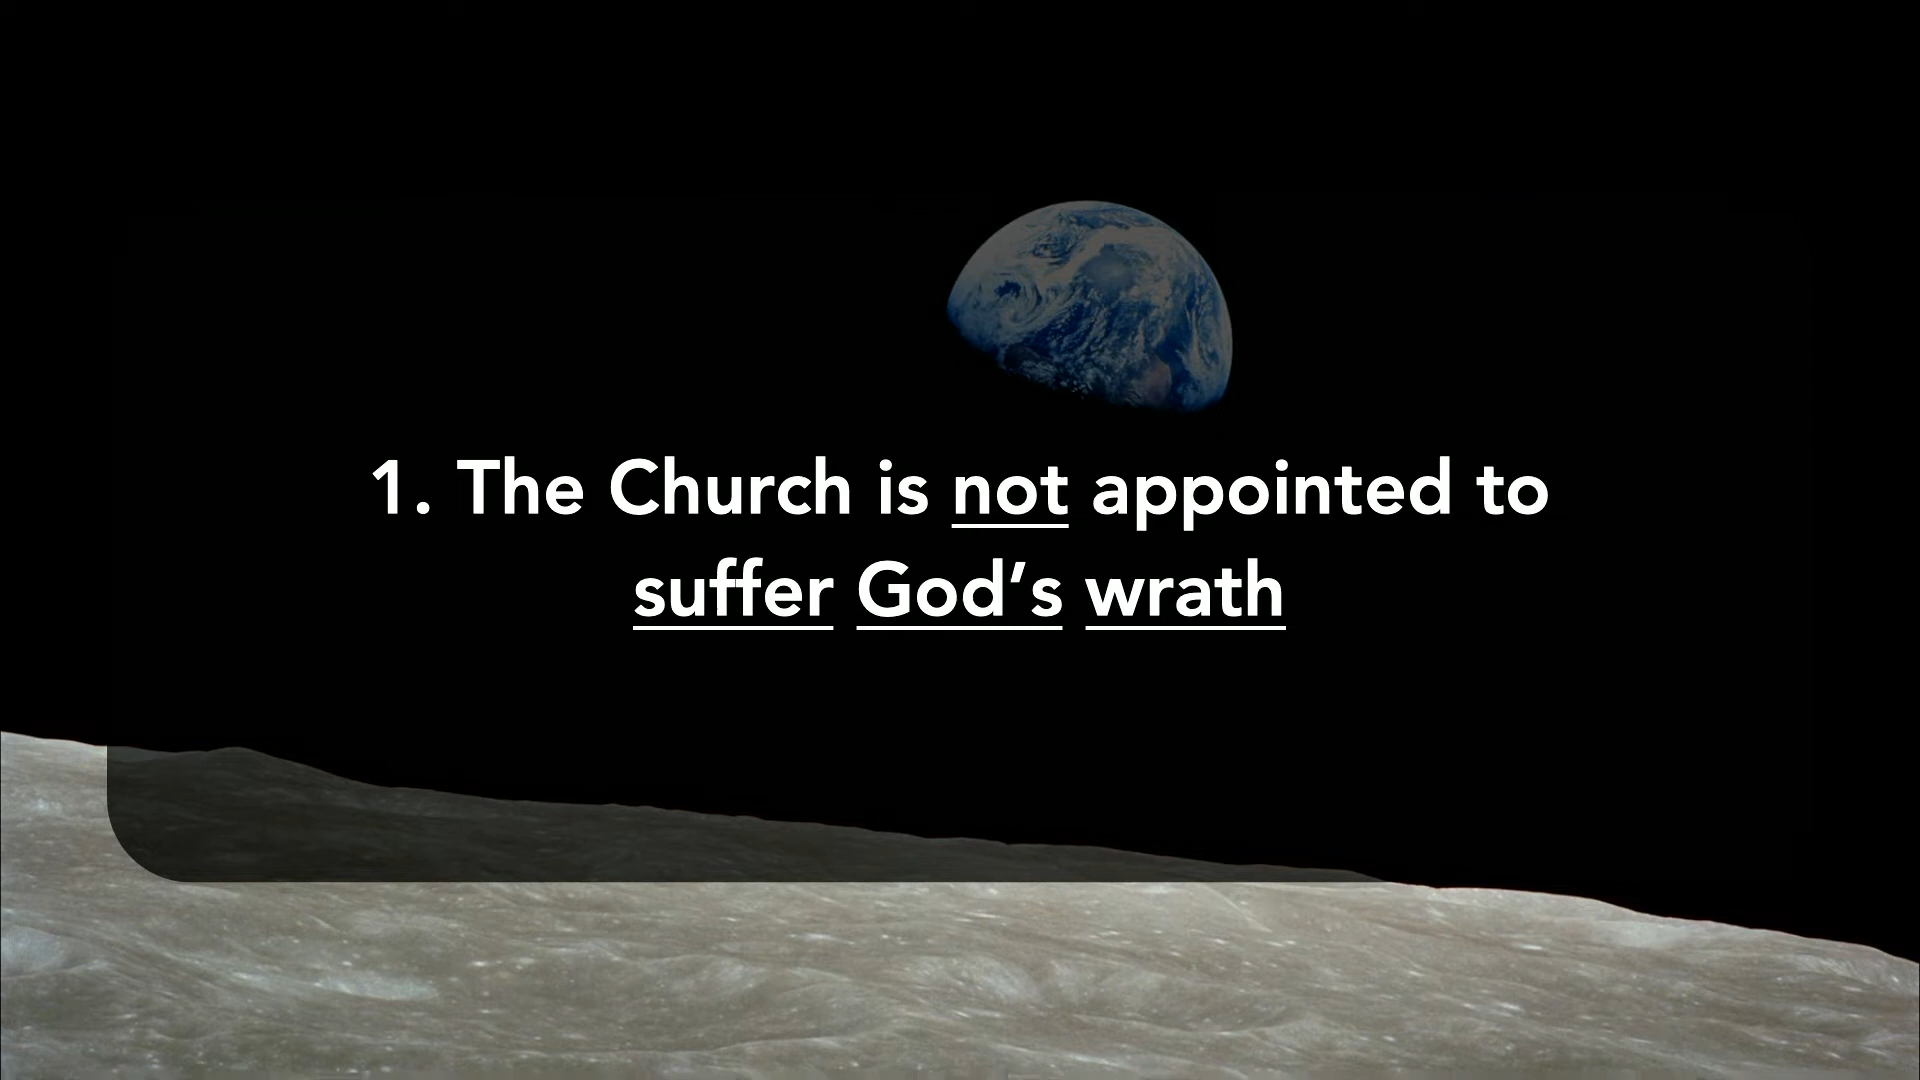 1. The Church is not appointed to
suffer God’s wrath